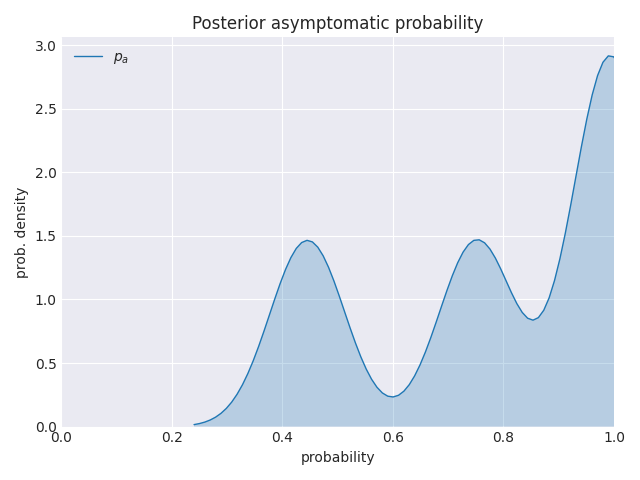 Posterior asymptomatic probability
3.0
pₐ
2.5
2.0
prob. density
1.5
1.0
0.5
0.0
0.0 0.2 0.4 0.6 0.8 1.0
probability